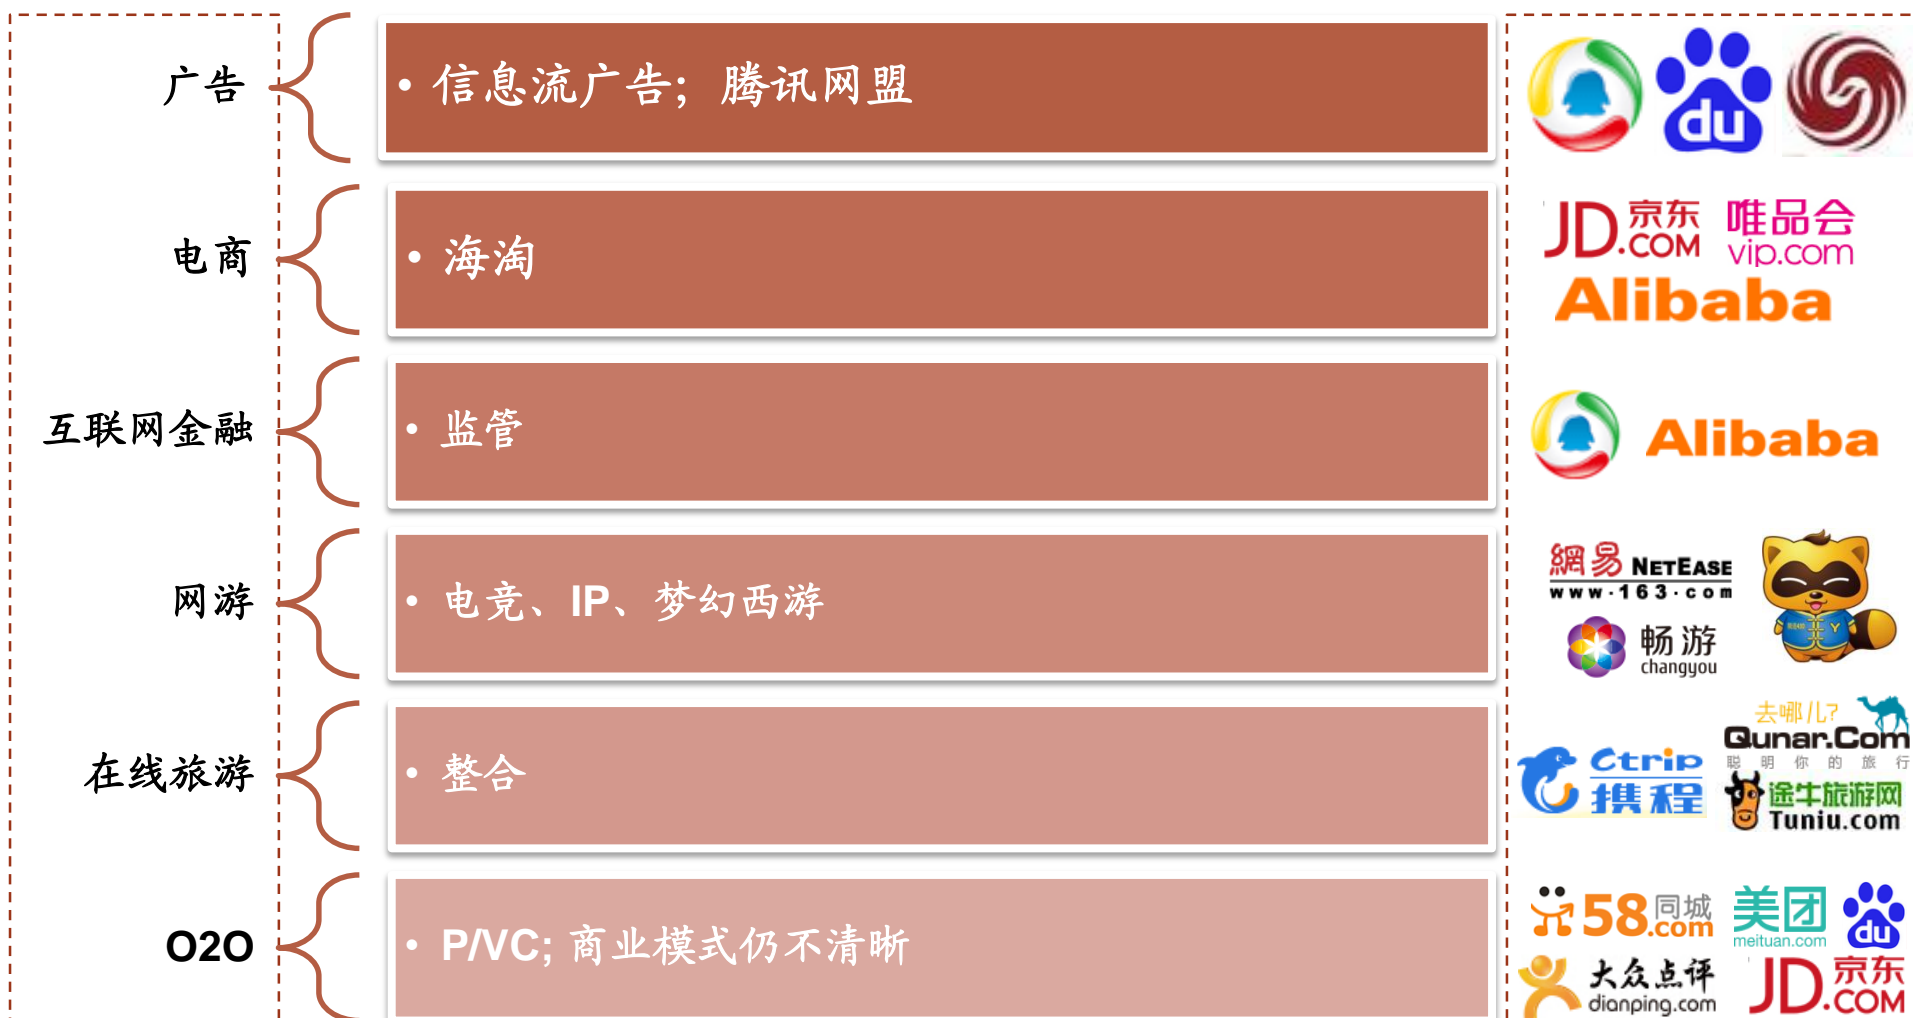 广告
• 信息流广告；腾讯网盟
du
电商
• 海淘
JD.COM 京东
唯品会
vip.com
Alibaba
互联网金融
• 监管
Alibaba
网游
• 电竞、IP、梦幻西游
網易 NETEASE
www.163.com
畅游
changyou
在线旅游
• 整合
Ctrip
携程
去哪儿?
Qunar.Com
聪明你的旅行
途牛旅游网
Tuniu.com
O2O
• P/VC; 商业模式仍不清晰
58同城.com
美团
meituan.com
du
大众点评
dianping.com
JD.COM 京东